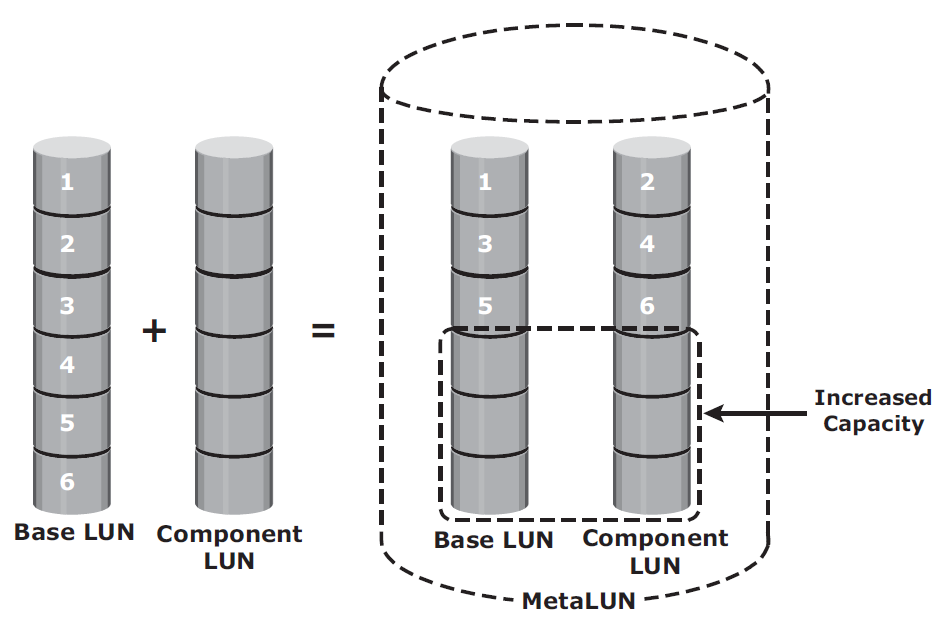 1
2
3
4
5
6
+
=
Base LUN
Component
LUN
1
3
5
2
4
6
Increased
Capacity
Base LUN
Component
LUN
MetaLUN